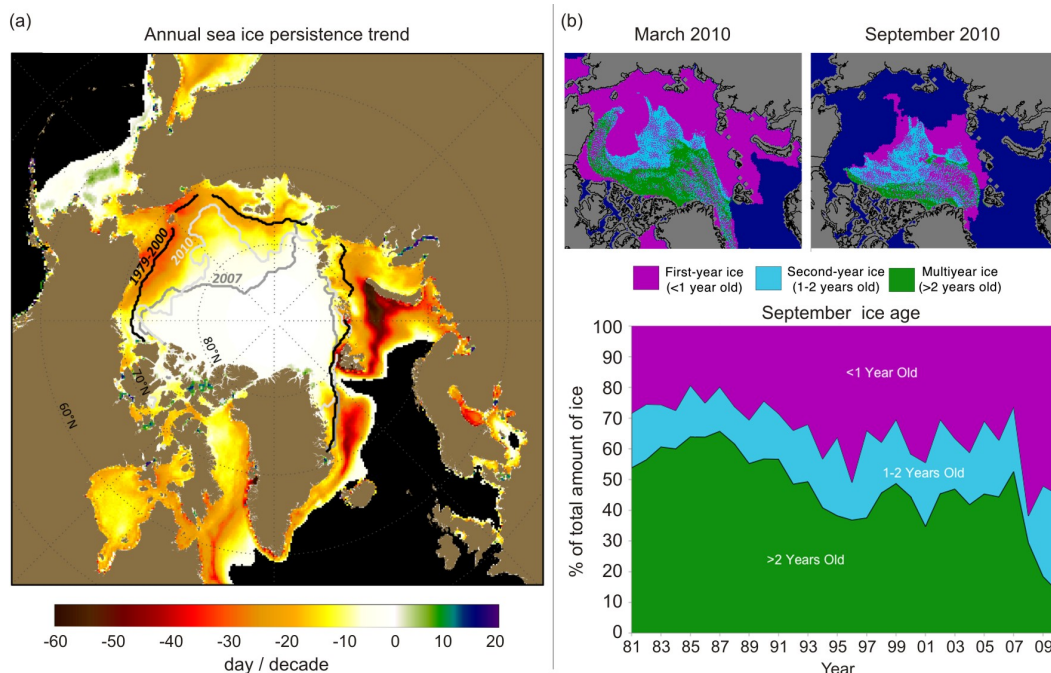 (a)
Annual sea ice persistence trend
1979-2000
2010
2007
80°N
70°N
60°N
-60 -50 -40 -30 -20 -10 0 10 20
day / decade
(b)
March 2010 September 2010
First-year ice Second-year ice Multiyear ice
(<1 year old) (1-2 years old) (>2 years old)
September ice age
100
90
80
70
60
50
40
30
20
10
0
% of total amount of ice
<1 Year Old
1-2 Years Old
>2 Years Old
81 83 85 87 89 91 93 95 97 99 01 03 05 07 09
Year